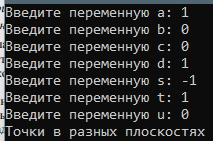 Введите переменную a: 1
Введите переменную b: 0
Введите переменную c: 0
Введите переменную d: 1
Введите переменную s: -1
Введите переменную t: 1
Введите переменную u: 0
Точки в разных плоскостях